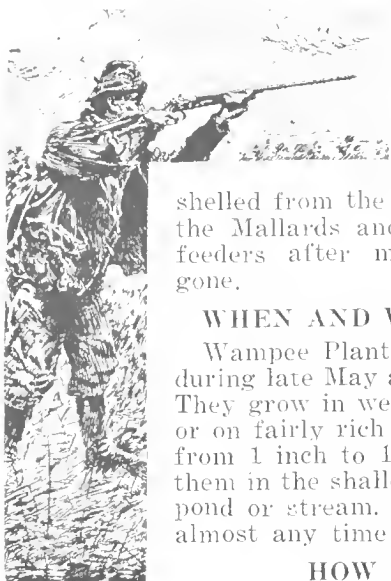 shelled from the
the Mallards and
feeders after m
gone.
WHEN AND W
Wampee Plant
during late May a
They grow in we
or on fairly rich
from 1 inch to 1
them in the shall
pond or stream.
almost any time
HOW